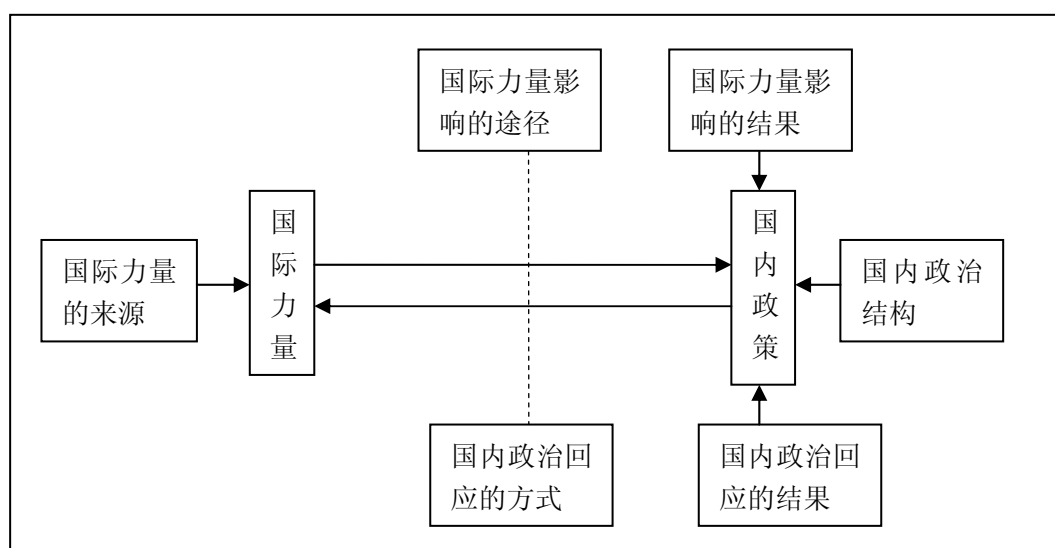 国际力量影
响的途径
国际力量影
响的结果
国际力量
的来源
国
际
力
量
国
内
政
策
国内政治
结构
国内政治回
应的方式
国内政治回
应的结果